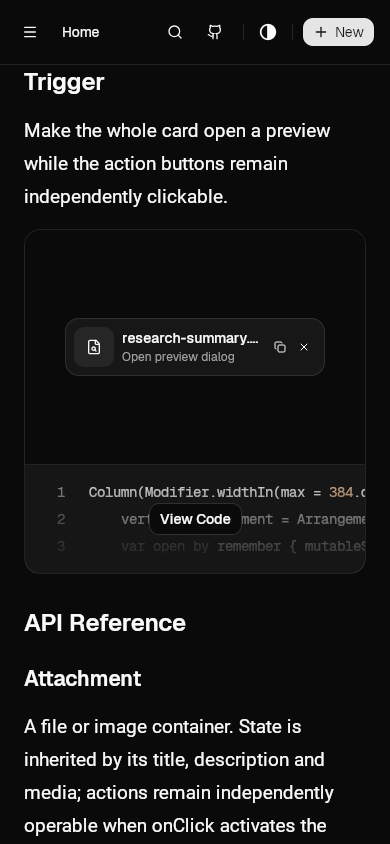 Home
New
Trigger
Make the whole card open a preview
while the action buttons remain
independently clickable.
research-summary....
Open preview dialog
1 Column(Modifier.widthIn(max = 384.
2 View Code = Arrangeme
3 var open by remember { mutable
API Reference
Attachment
A file or image container. State is
inherited by its title, description and
media; actions remain independently
operable when onClick activates the